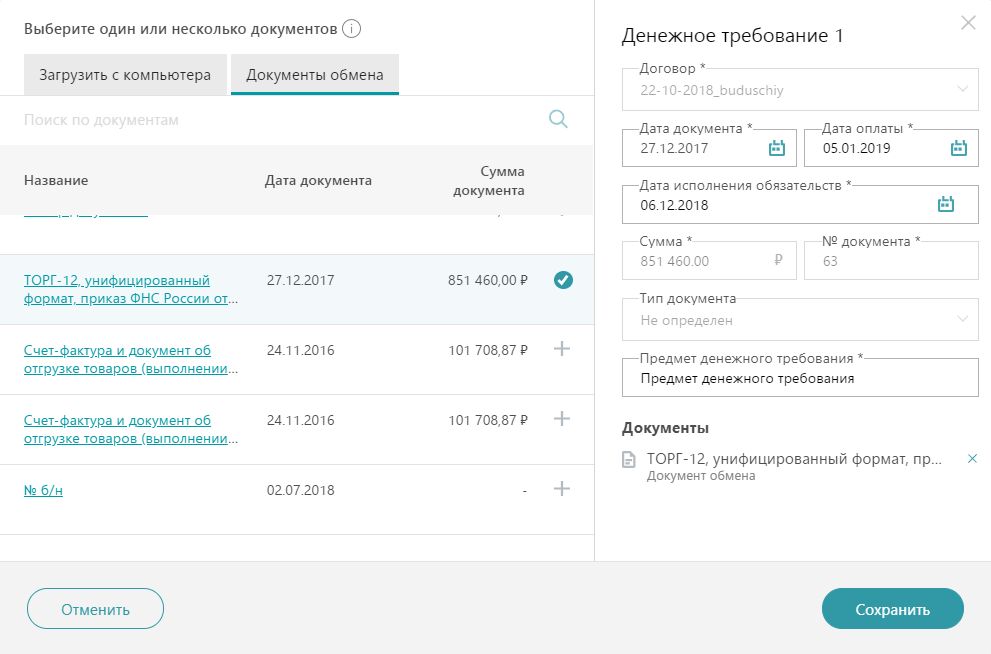 Выберите один или несколько документов
Загрузить с компьютера
Документы обмена
Поиск по документам
Название
Дата документа
Сумма
документа
ТОРГ-12, унифицированный
формат, приказ ФНС России от...
27.12.2017
851 460,00 ₽
Счет-фактура и документ об
отгрузке товаров (выполнении...
24.11.2016
101 708,87 ₽
Счет-фактура и документ об
отгрузке товаров (выполнении...
24.11.2016
101 708,87 ₽
№ б/н
02.07.2018
-
Денежное требование 1
Договор *
22-10-2018_buduschiy
Дата документа *
27.12.2017
Дата оплаты *
05.01.2019
Дата исполнения обязательств *
06.12.2018
Сумма *
851 460.00 ₽
№ документа *
63
Тип документа
Не определен
Предмет денежного требования *
Предмет денежного требования
Документы
ТОРГ-12, унифицированный формат, пр...
Документ обмена
Отменить
Сохранить